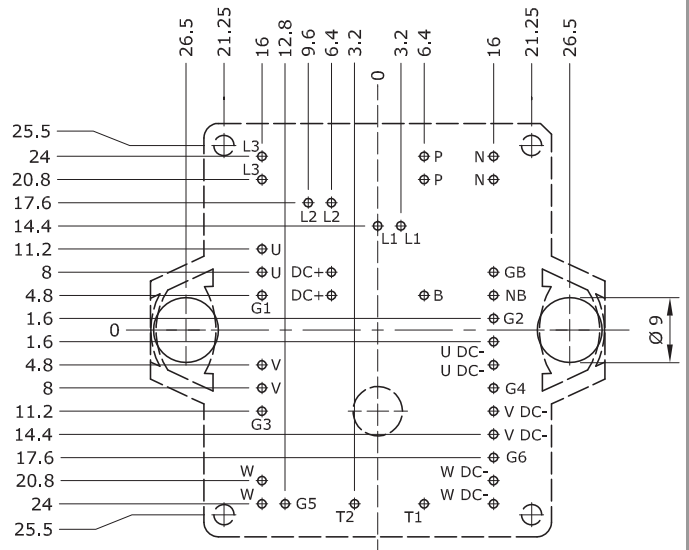 26.5 21.25 16 12.8 9.6 6.4 3.2 0 3.2 6.4 16 21.25 26.5
25.5
L3
24 P N
L3
20.8 P N
17.6
L2 L2
14.4
L1 L1
11.2 U
8 U DC+ GB
4.8 DC+ B NB
G1
1.6 G2
0 Ø 9
1.6
U DC-
4.8 V U DC-
8 V G4
11.2 V DC-
G3
14.4 V DC-
17.6 G6
W W DC-
20.8
W W DC-
24 G5
T2 T1
25.5